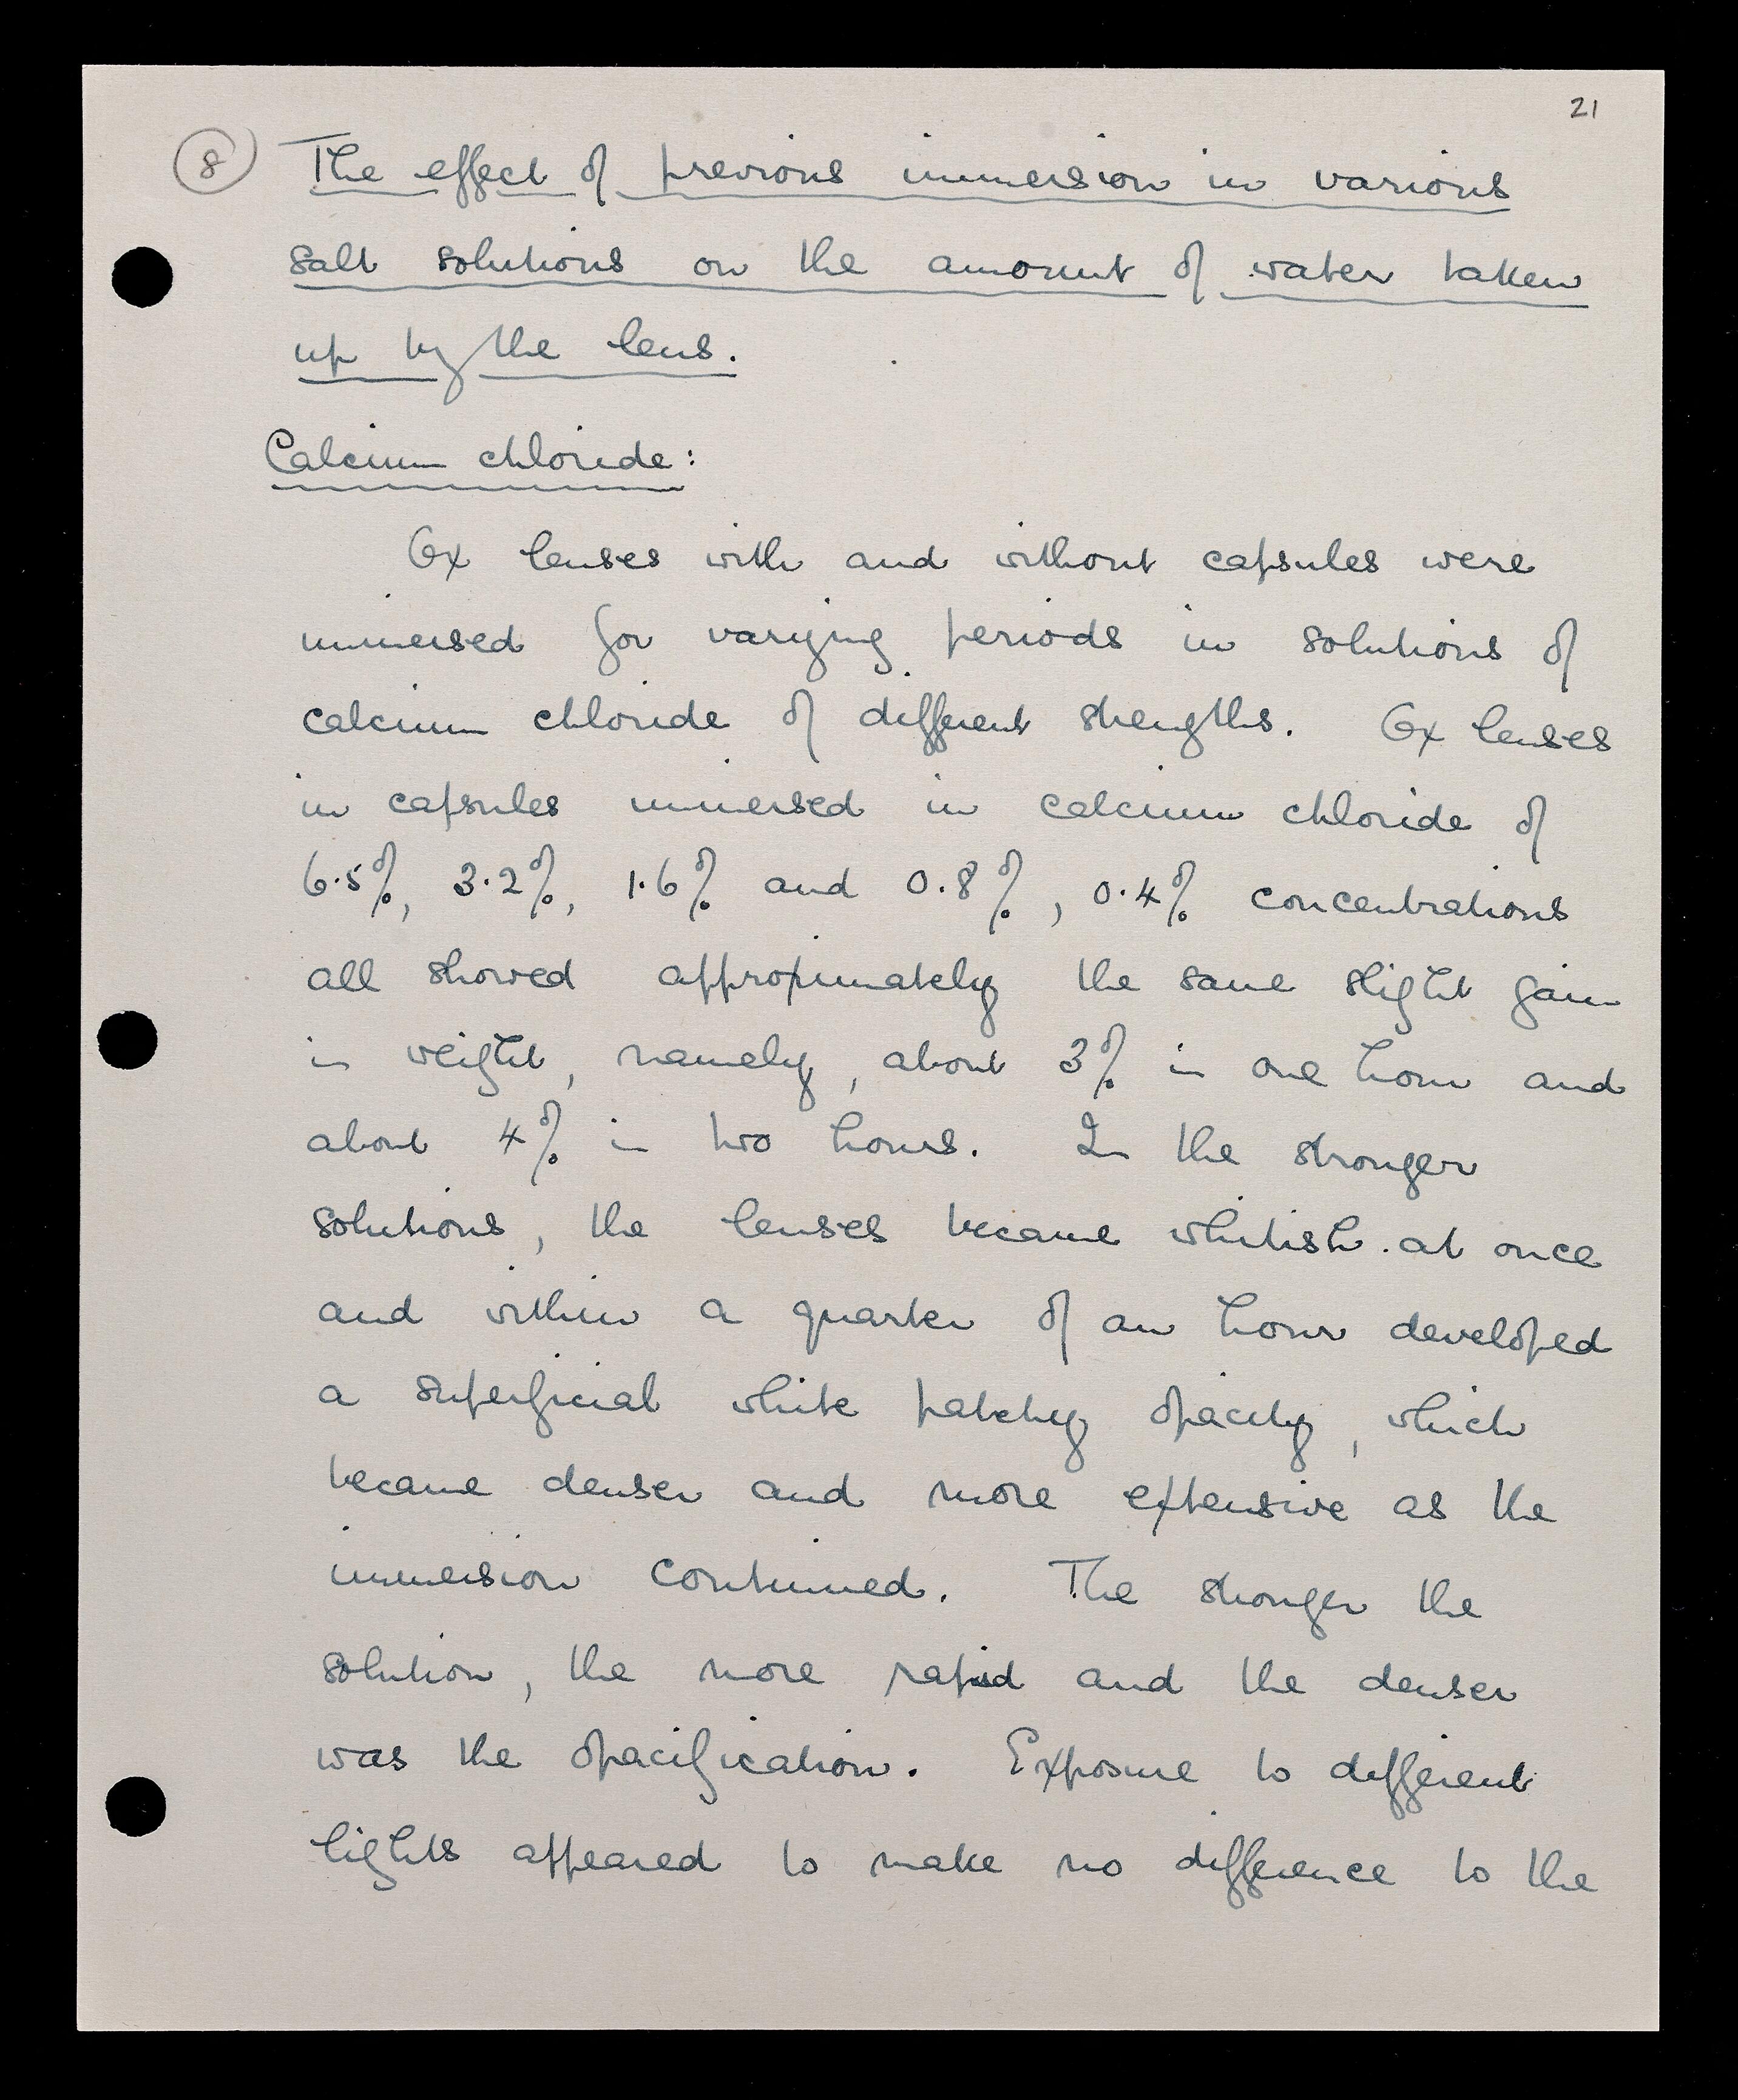 21
8 The effect of previous immersion in various
salt solutions on the amount of water taken
up by the lens.
Calcium chloride:
Ox lenses with and without capsules were
immersed for varying periods in solutions of
calcium chloride of different strengths. Ox lenses
in capsules immersed in calcium chloride of
6.5%, 3.2%, 1.6% and 0.8%, 0.4% concentrations
all showed approximately the same slight gain
in weight, namely, about 3% in one hour and
about 4% in two hours. In the stronger
solutions, the lenses became whitish at once
and within a quarter of an hour developed
a superficial white patchy opacity, which
became denser and more extensive as the
immersion continued. The stronger the
solution, the more rapid and the denser
was the opacification. Exposure to different
lights appeared to make no difference to the